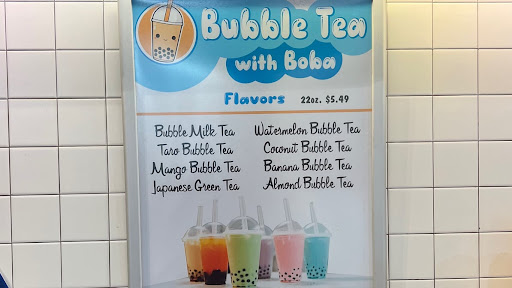 Bubble Tea
with Boba
Flavors 22oz. $5.49
Bubble Milk Tea
Taro Bubble Tea
Mango Bubble Tea
Japanese Green Tea
Watermelon Bubble Tea
Coconut Bubble Tea
Banana Bubble Tea
Almond Bubble Tea